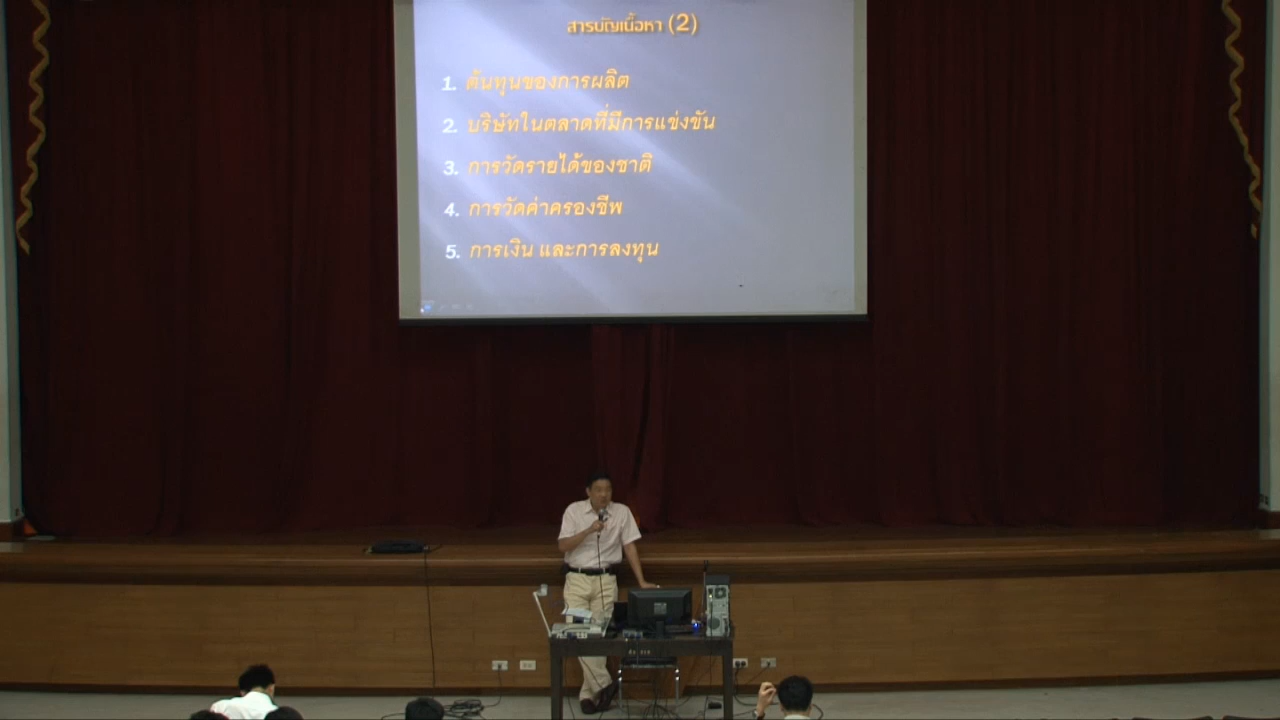 สารบัญเนื้อหา (2)
1. ต้นทุนของการผลิต
2. บริษัทในตลาดที่มีการแข่งขัน
3. การวัดรายได้ของชาติ
4. การวัดค่าครองชีพ
5. การเงิน และการลงทุน